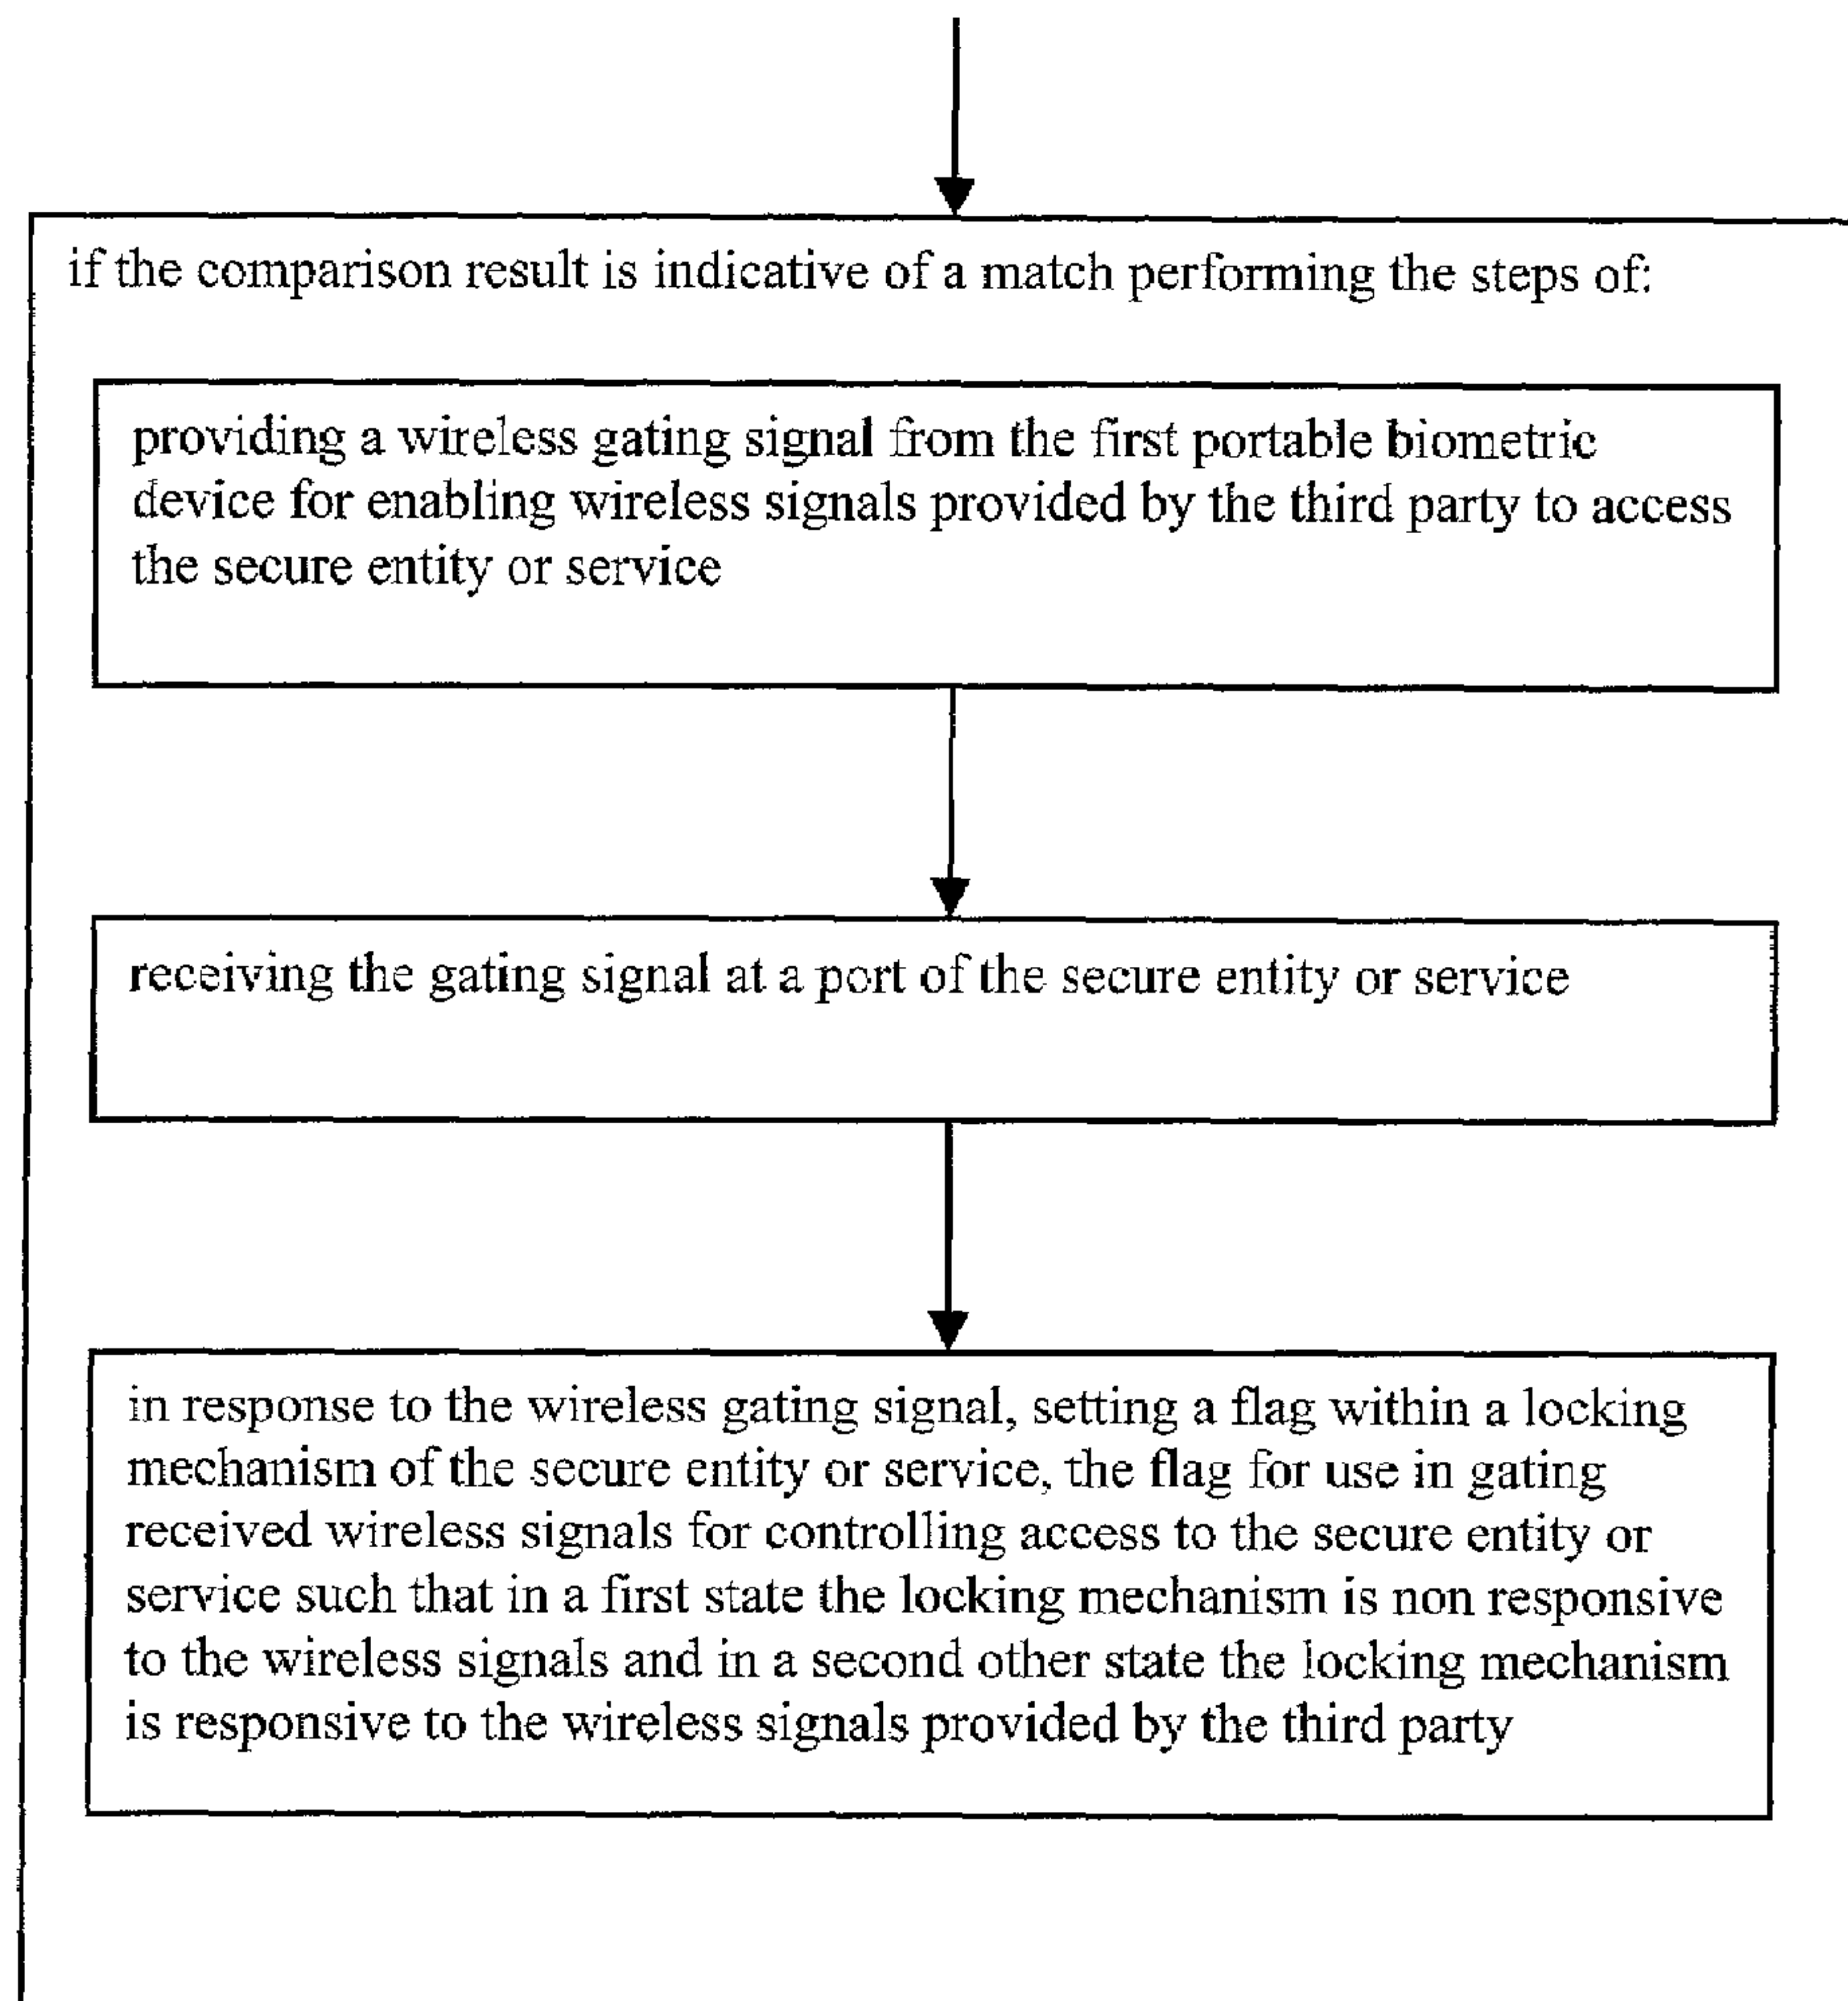 if the comparison result is indicative of a match performing the steps of:
providing a wireless gating signal from the first portable biometric
device for enabling wireless signals provided by the third party to access
the secure entity or service
receiving the gating signal at a port of the secure entity or service
in response to the wireless gating signal, setting a flag within a locking
mechanism of the secure entity or service, the flag for use in gating
received wireless signals for controlling access to the secure entity or
service such that in a first state the locking mechanism is non responsive
to the wireless signals and in a second other state the locking mechanism
is responsive to the wireless signals provided by the third party